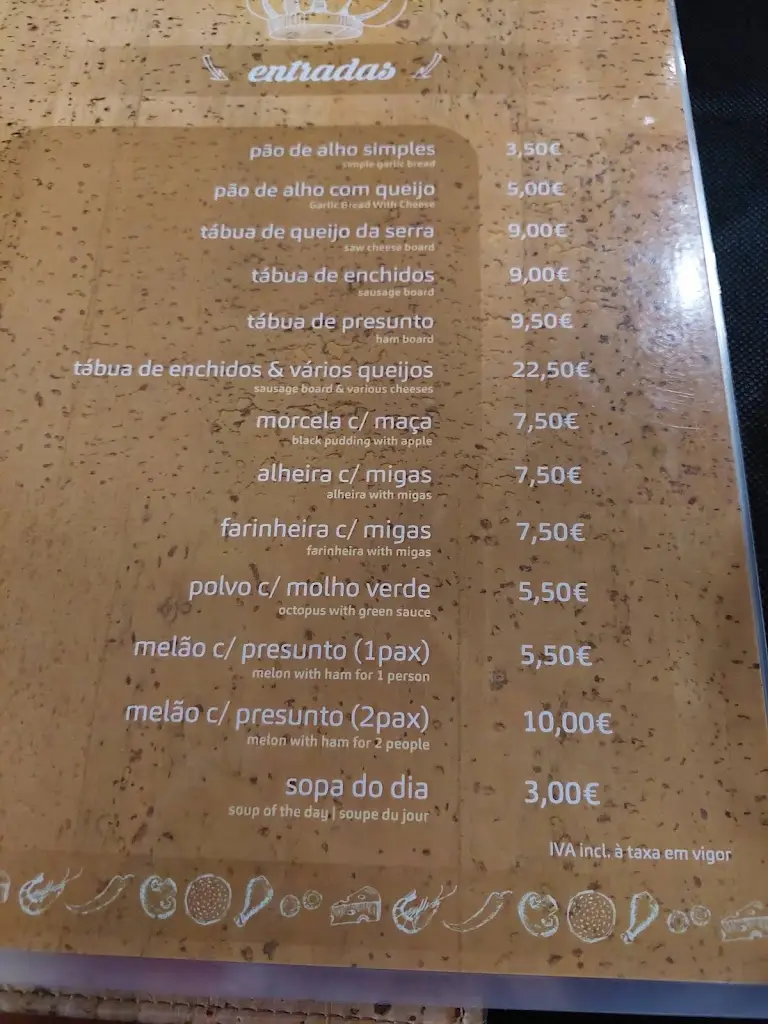 entradas
pão de alho simples 3,50€
simple garlic bread
pão de alho com queijo 5,00€
Garlic Bread With Cheese
tábua de queijo da serra 9,00€
saw cheese board
tábua de enchidos 9,00€
sausage board
tábua de presunto 9,50€
ham board
tábua de enchidos & vários queijos 22,50€
sausage board & various cheeses
morcela c/ maça 7,50€
black pudding with apple
alheira c/ migas 7,50€
alheira with migas
farinheira c/ migas 7,50€
farinheira with migas
polvo c/ molho verde 5,50€
octopus with green sauce
melão c/ presunto (1pax) 5,50€
melon with ham for 1 person
melão c/ presunto (2pax) 10,00€
melon with ham for 2 people
sopa do dia 3,00€
soup of the day | soupe du jour
IVA incl. à taxa em vigor